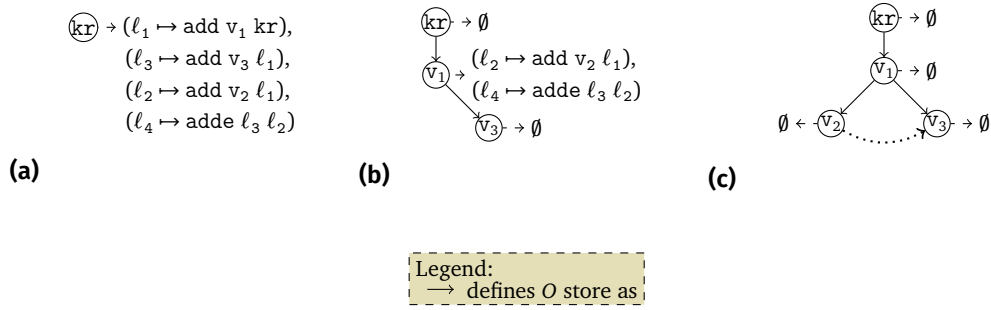 kr → (ℓ₁ ↦ add v₁ kr),
(ℓ₃ ↦ add v₃ ℓ₁),
(ℓ₂ ↦ add v₂ ℓ₁),
(ℓ₄ ↦ adde ℓ₃ ℓ₂)
(a)
kr → ∅
v₁ → (ℓ₂ ↦ add v₂ ℓ₁),
(ℓ₄ ↦ adde ℓ₃ ℓ₂)
v₃ → ∅
(b)
kr → ∅
v₁ → ∅
∅ ← v₂ v₃ → ∅
(c)
Legend:
→ defines O store as